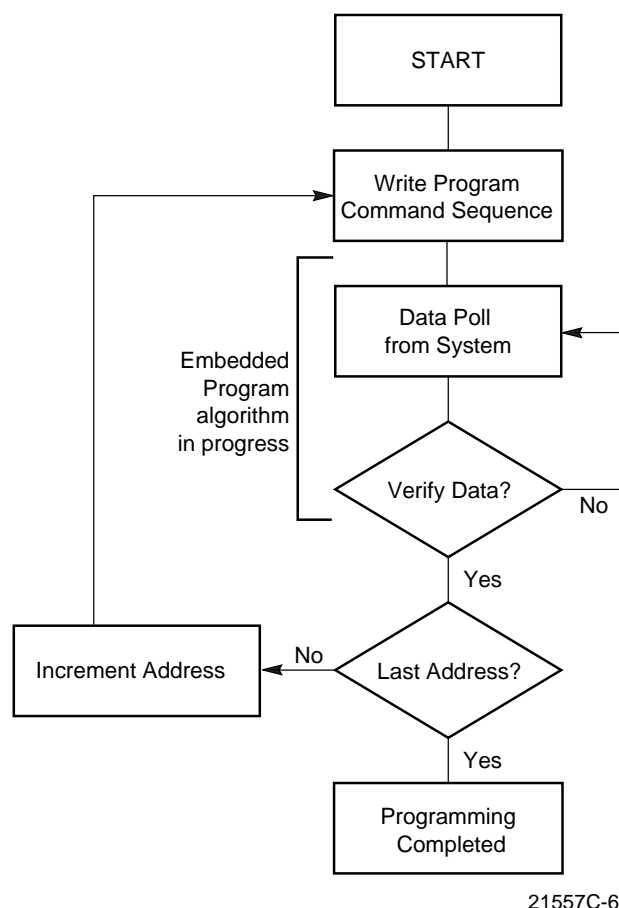 START
Write Program
Command Sequence
Data Poll
from System
Embedded
Program
algorithm
in progress
Verify Data?
No
Yes
Increment Address
No
Last Address?
Yes
Programming
Completed
21557C-6